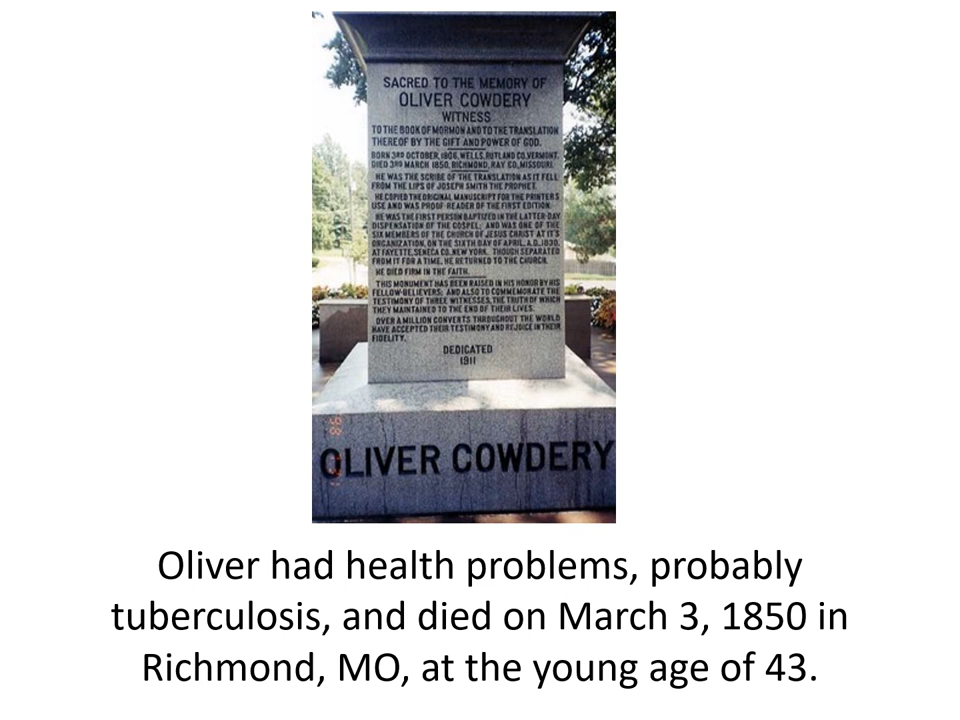 SACRED TO THE MEMORY OF
OLIVER COWDERY
WITNESS
TO THE BOOK OF MORMON AND TO THE TRANSLATION
THEREOF BY THE GIFT AND POWER OF GOD.
BORN 3RD OCTOBER, 1806, WELLS, RUTLAND CO. VERMONT.
DIED 3RD MARCH 1850, RICHMOND, RAY CO. MISSOURI.
HE WAS THE SCRIBE OF THE TRANSLATION AS IT FELL
FROM THE LIPS OF JOSEPH SMITH THE PROPHET.
HE COPIED THE ORIGINAL MANUSCRIPT FOR THE PRINTERS
USE AND WAS PROOF-READER OF THE FIRST EDITION.
HE WAS THE FIRST PERSON BAPTIZED IN THE LATTER-DAY
DISPENSATION OF THE GOSPEL; AND WAS ONE OF THE
SIX MEMBERS OF THE CHURCH OF JESUS CHRIST AT IT'S
ORGANIZATION, ON THE SIXTH DAY OF APRIL, A.D., 1830,
AT FAYETTE, SENECA CO. NEW YORK. THOUGH SEPARATED
FROM IT FOR A TIME, HE RETURNED TO THE CHURCH.
HE DIED FIRM IN THE FAITH.
THIS MONUMENT HAS BEEN RAISED IN HIS HONOR BY HIS
FELLOW-BELIEVERS; AND ALSO TO COMMEMORATE THE
TESTIMONY OF THREE WITNESSES, THE TRUTH OF WHICH
THEY MAINTAINED TO THE END OF THEIR LIVES.
OVER A MILLION CONVERTS THROUGHOUT THE WORLD
HAVE ACCEPTED THEIR TESTIMONY AND REJOICE IN THEIR
FIDELITY.
DEDICATED
1911
OLIVER COWDERY
Oliver had health problems, probably
tuberculosis, and died on March 3, 1850 in
Richmond, MO, at the young age of 43.